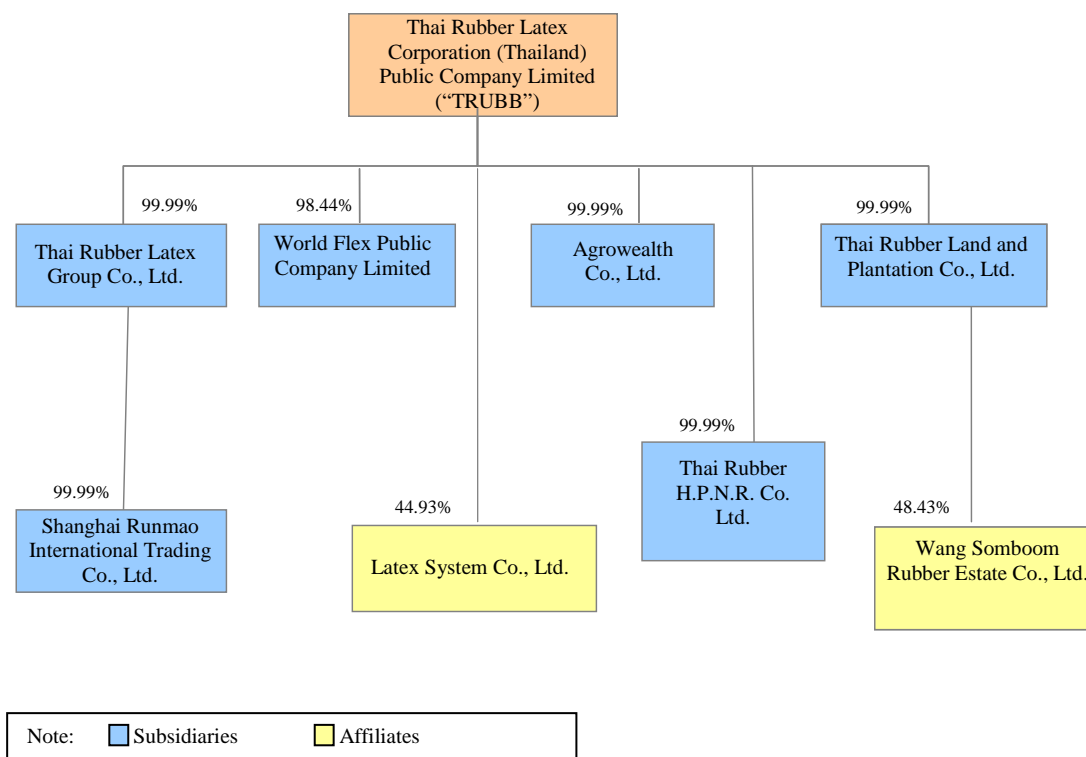 Thai Rubber Latex
Corporation (Thailand)
Public Company Limited
(“TRUBB”)
99.99%
98.44%
99.99%
99.99%
Thai Rubber Latex
Group Co., Ltd.
World Flex Public
Company Limited
Agrowealth
Co., Ltd.
Thai Rubber Land and
Plantation Co., Ltd.
99.99%
Thai Rubber
H.P.N.R. Co.
Ltd.
99.99%
44.93%
48.43%
Shanghai Runmao
International Trading
Co., Ltd.
Latex System Co., Ltd.
Wang Somboom
Rubber Estate Co., Ltd.
Note: Subsidiaries Affiliates